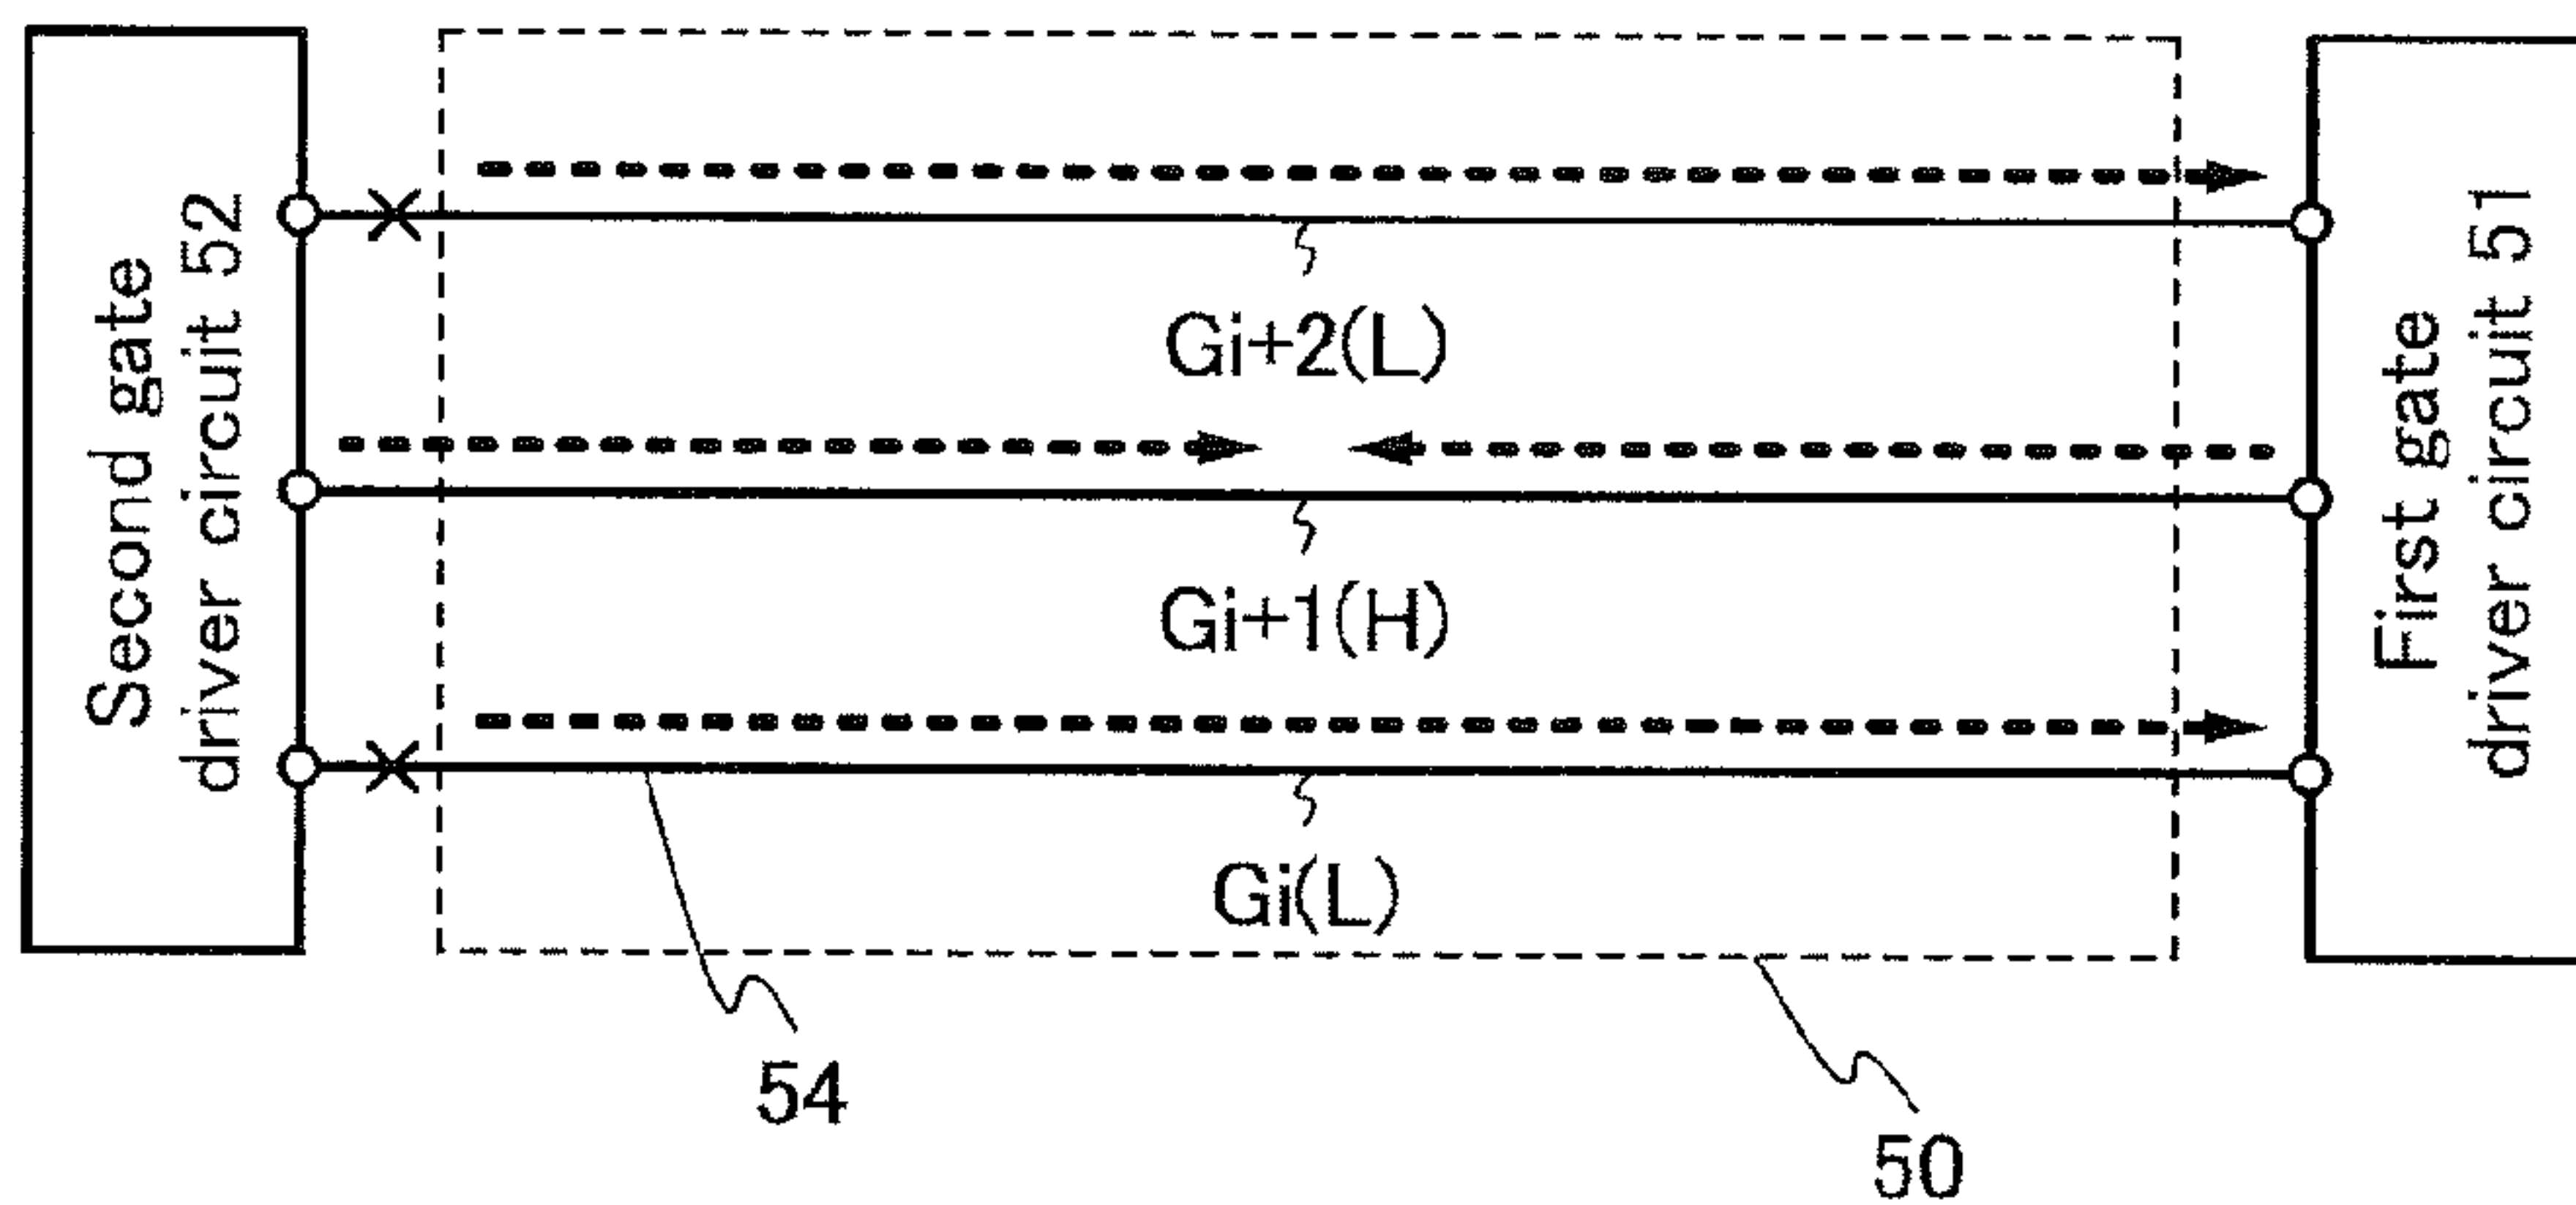 Second gate
driver circuit 52
Gi+2(L)
Gi+1(H)
Gi(L)
First gate
driver circuit 51
54
50